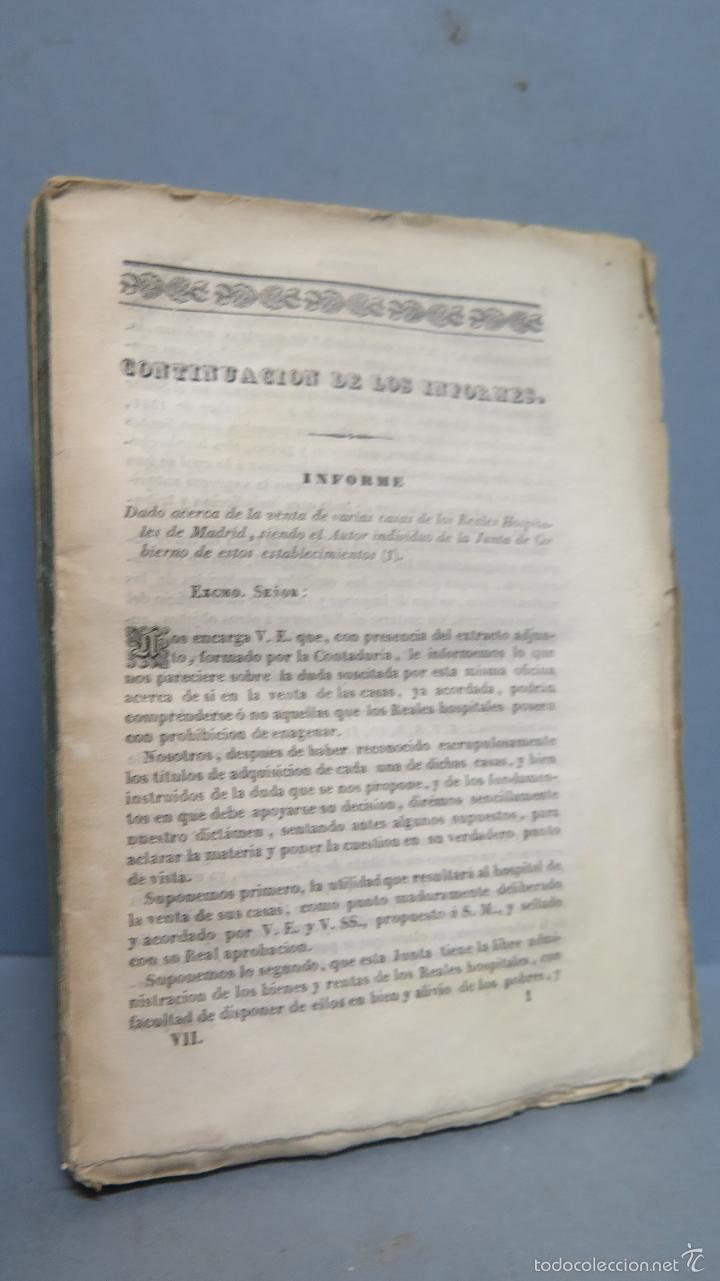 CONTINUACION DE LOS INFORMES.
INFORME
Dado acerca de la venta de varias casas de los Reales Hospita-
les de Madrid, siendo el Autor individuo de la Junta de Go-
bierno de estos establecimientos (1).
Excmo. Señor:
Nos encarga V. E. que, con presencia del extracto adjun-
to, formado por la Contaduría, le informemos lo que
nos pareciere sobre la duda suscitada por esta misma oficina
acerca de si en la venta de las casas, ya acordada, podrán
comprenderse ó no aquellas que los Reales hospitales poseen
con prohibicion de enagenar.
Nosotros, despues de haber reconocido escrupulosamente
los títulos de adquisicion de cada una de dichas casas, y bien
instruidos de la duda que se nos propone, y de los fundamen-
tos en que debe apoyarse su decision, dirémos sencillamente
nuestro dictámen, sentando antes algunos supuestos, para
aclarar la materia y poner la cuestion en su verdadero punto
de vista.
Suponemos primero, la utilidad que resultará al hospital de
la venta de sus casas, como punto maduramente deliberado
y acordado por V. E. y V. SS., propuesto á S. M., y sellado
con su Real aprobacion.
Suponemos lo segundo, que esta Junta tiene la libre admi-
nistracion de los bienes y rentas de los Reales hospitales, con
facultad de disponer de ellos en bien y alivio de los pobres, y
VII. 1
todocoleccion.net